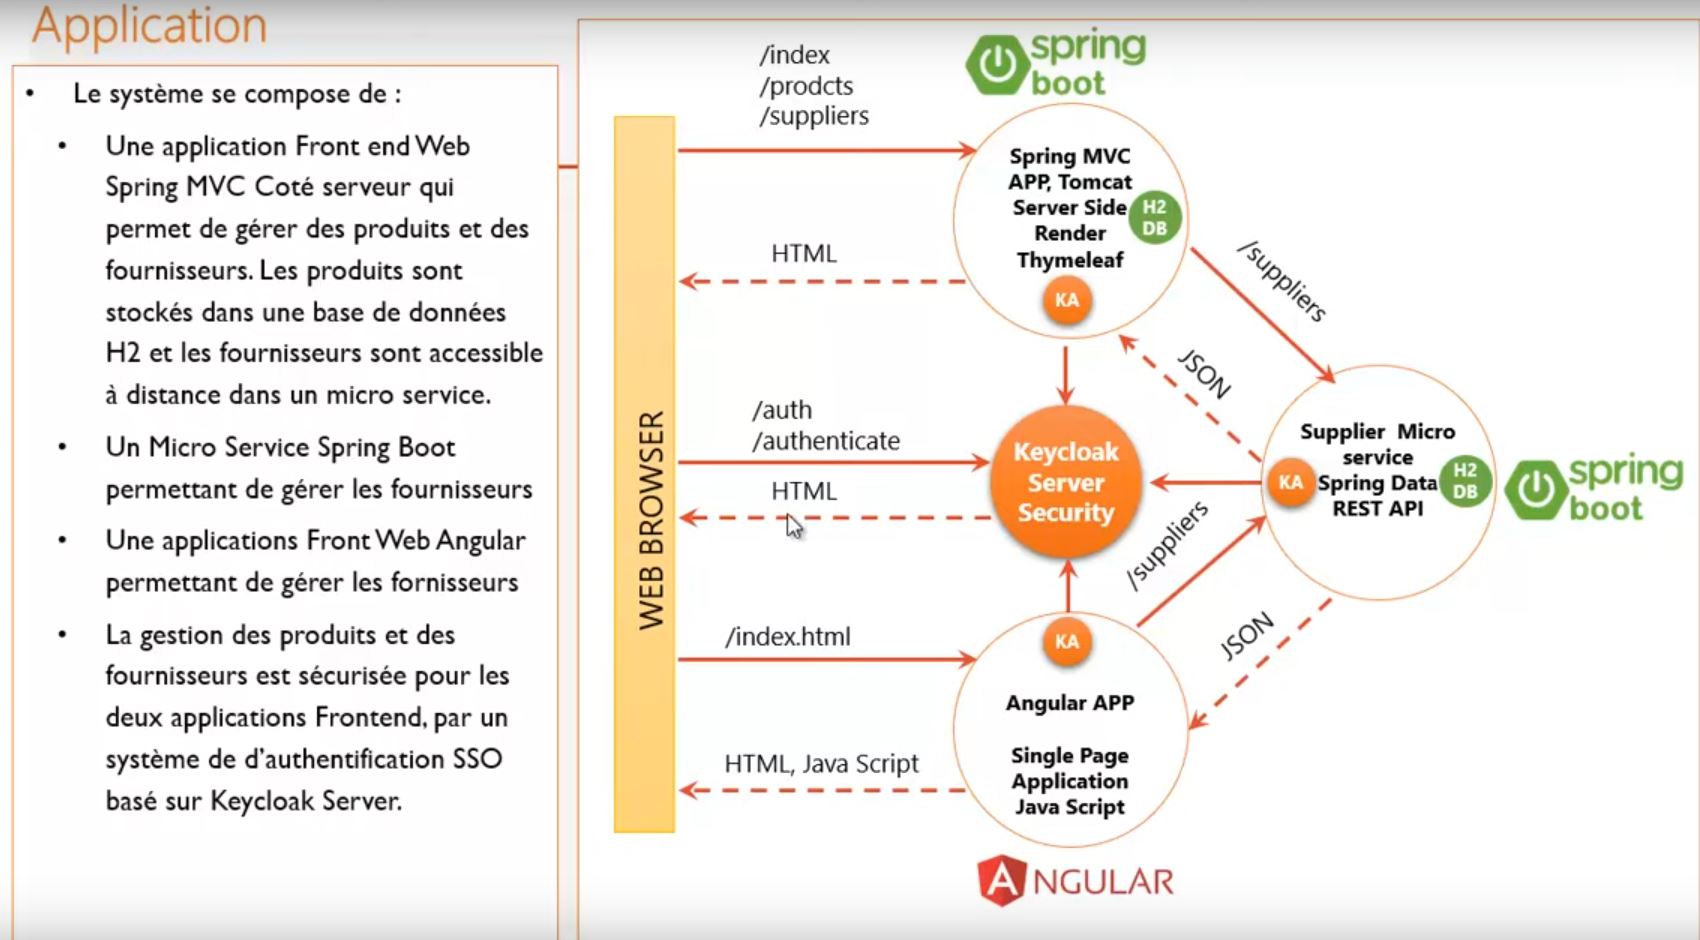 Application
• Le système se compose de :
• Une application Front end Web
Spring MVC Coté serveur qui
permet de gérer des produits et des
fournisseurs. Les produits sont
stockés dans une base de données
H2 et les fournisseurs sont accessible
à distance dans un micro service.
• Un Micro Service Spring Boot
permettant de gérer les fournisseurs
• Une applications Front Web Angular
permettant de gérer les fornisseurs
• La gestion des produits et des
fournisseurs est sécurisée pour les
deux applications Frontend, par un
système de d’authentification SSO
basé sur Keycloak Server.
WEB BROWSER
/index
/prodcts
/suppliers
HTML
/auth
/authenticate
HTML
/index.html
HTML, Java Script
spring
boot
Spring MVC
APP, Tomcat
Server Side
Render
Thymeleaf
H2
DB
KA
/suppliers
JSON
Keycloak
Server
Security
Supplier Micro
service
Spring Data
REST API
KA
H2
DB
spring
boot
/suppliers
JSON
KA
Angular APP
Single Page
Application
Java Script
ANGULAR